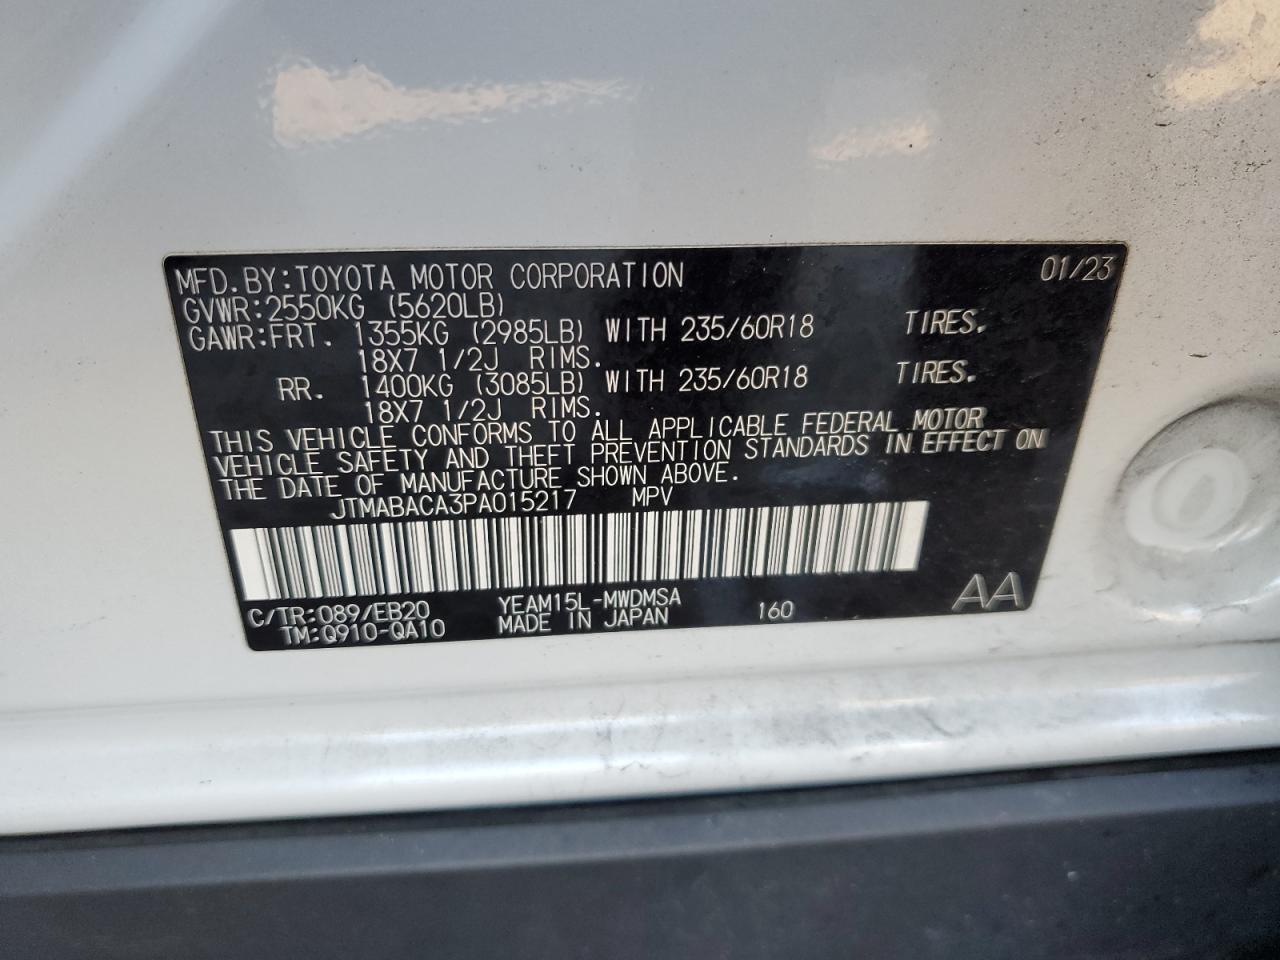 MFD.BY:TOYOTA MOTOR CORPORATION 01/23
GVWR:2550KG (5620LB)
GAWR:FRT. 1355KG (2985LB) WITH 235/60R18 TIRES.
18X7 1/2J RIMS.
RR. 1400KG (3085LB) WITH 235/60R18 TIRES.
18X7 1/2J RIMS.
THIS VEHICLE CONFORMS TO ALL APPLICABLE FEDERAL MOTOR
VEHICLE SAFETY AND THEFT PREVENTION STANDARDS IN EFFECT ON
THE DATE OF MANUFACTURE SHOWN ABOVE.
JTMABACA3PA015217 MPV
C/TR:089/EB20 YEAM15L-MWDMSA 160 AA
TM:Q910-QA10 MADE IN JAPAN